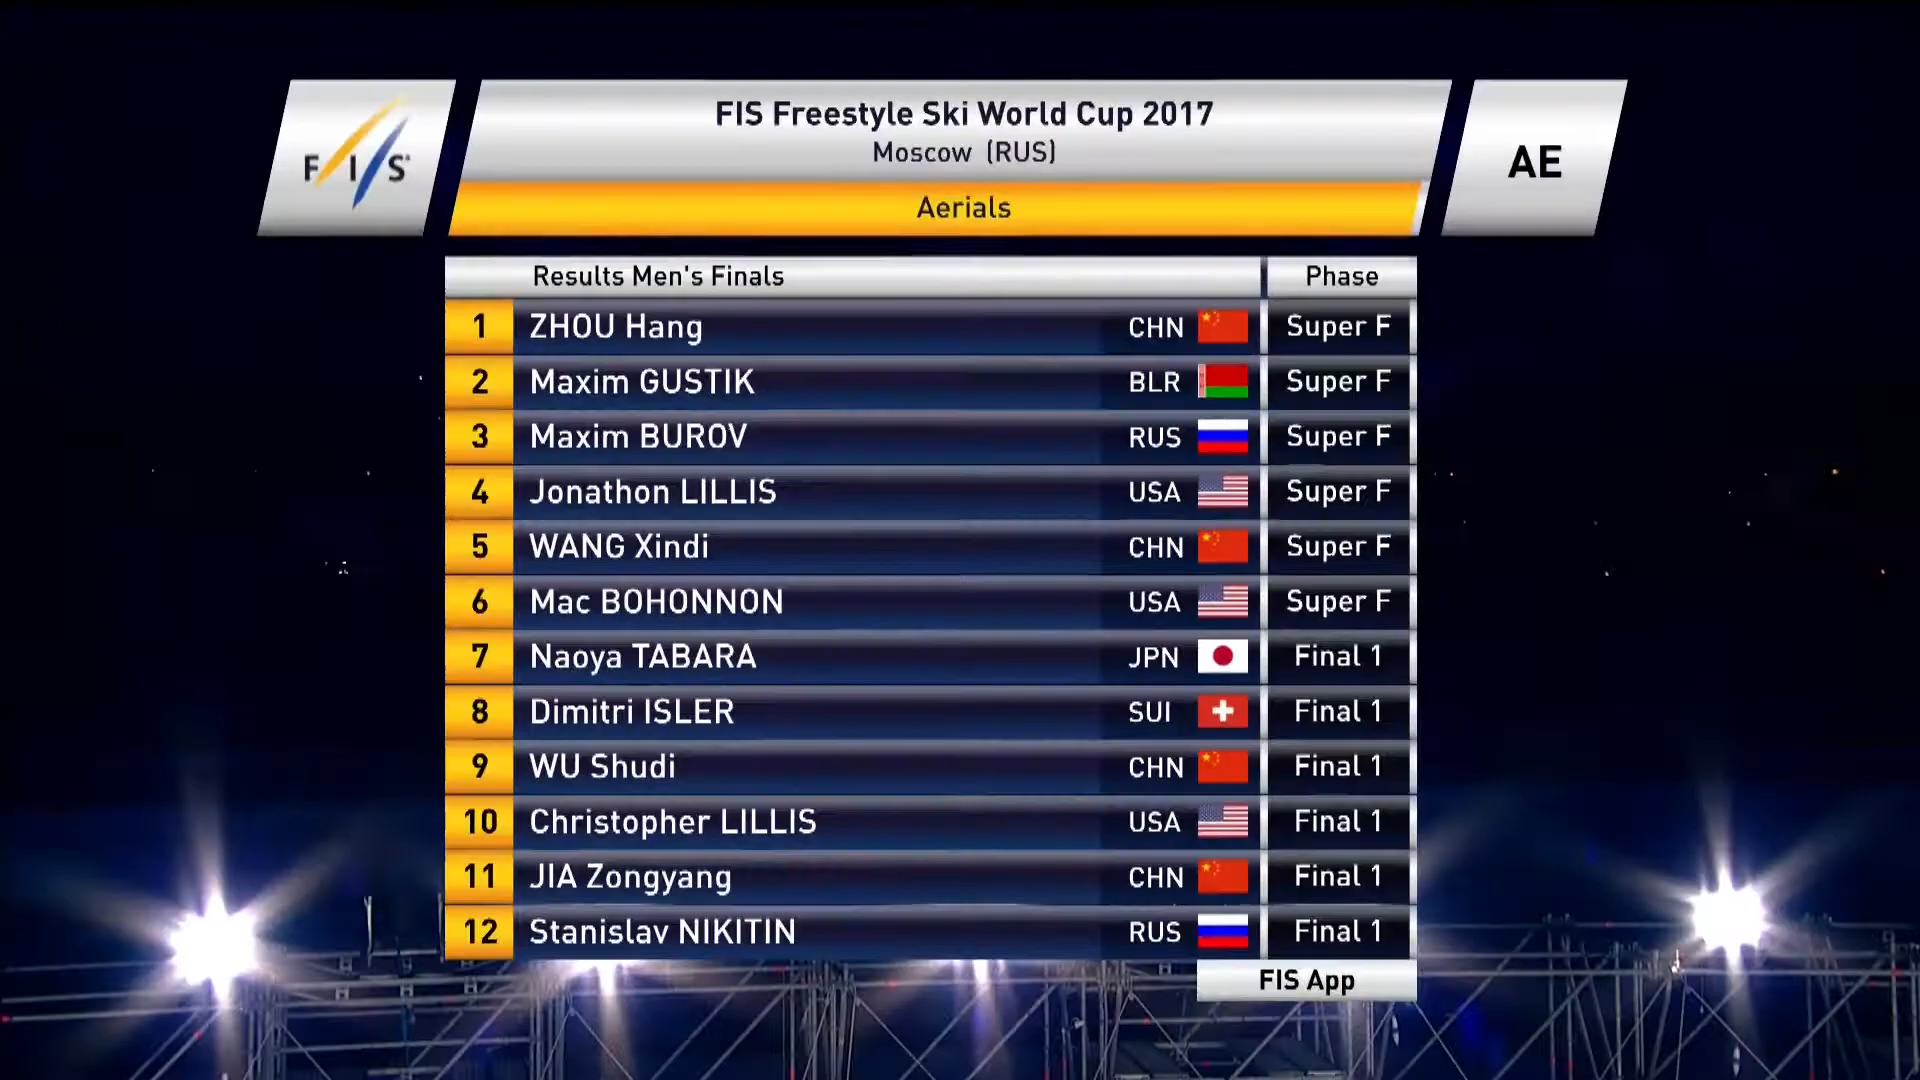 FIS
FIS Freestyle Ski World Cup 2017
Moscow (RUS)
Aerials
AE
Results Men's Finals Phase
1 ZHOU Hang CHN Super F
2 Maxim GUSTIK BLR Super F
3 Maxim BUROV RUS Super F
4 Jonathon LILLIS USA Super F
5 WANG Xindi CHN Super F
6 Mac BOHONNON USA Super F
7 Naoya TABARA JPN Final 1
8 Dimitri ISLER SUI Final 1
9 WU Shudi CHN Final 1
10 Christopher LILLIS USA Final 1
11 JIA Zongyang CHN Final 1
12 Stanislav NIKITIN RUS Final 1
FIS App